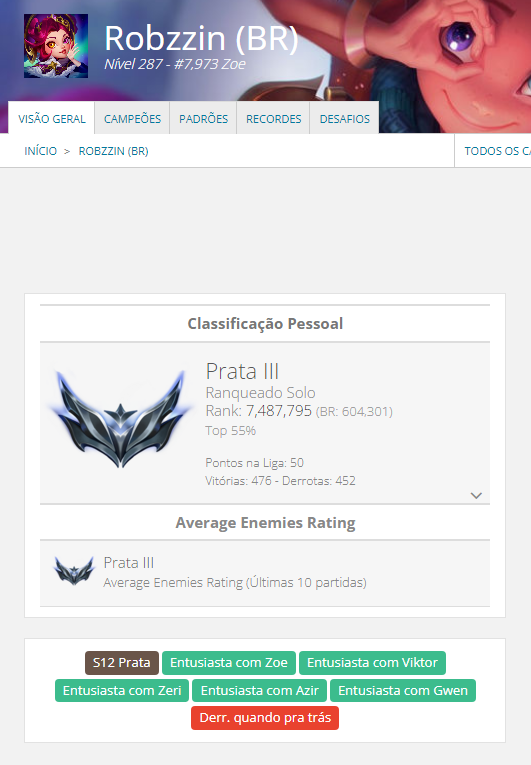 Robzzin (BR)
Nível 287 - #7,973 Zoe
VISÃO GERAL CAMPEÕES PADRÕES RECORDES DESAFIOS
INÍCIO > ROBZZIN (BR) TODOS OS
Classificação Pessoal
Prata III
Ranqueado Solo
Rank: 7,487,795 (BR: 604,301)
Top 55%
Pontos na Liga: 50
Vitórias: 476 - Derrotas: 452
Average Enemies Rating
Prata III
Average Enemies Rating (Últimas 10 partidas)
S12 Prata Entusiasta com Zoe Entusiasta com Viktor
Entusiasta com Zeri Entusiasta com Azir Entusiasta com Gwen
Derr. quando pra trás